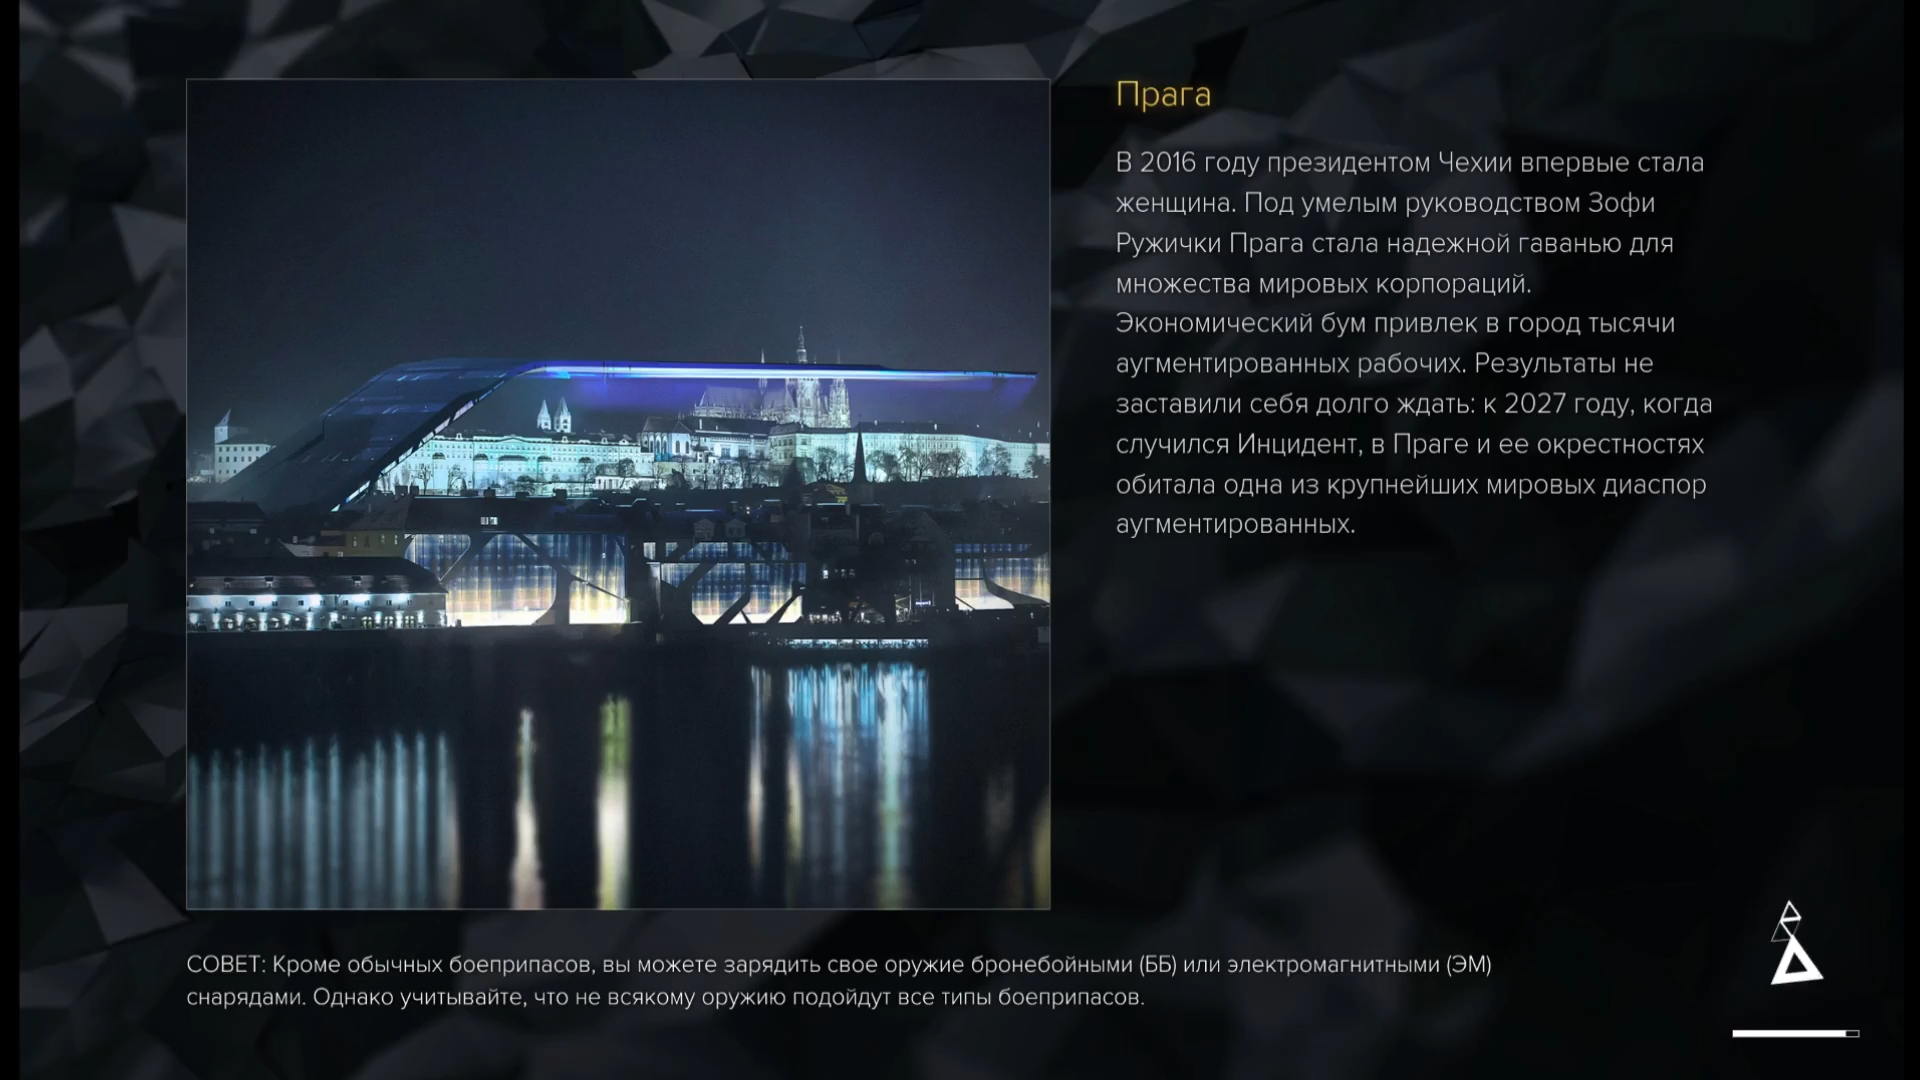 Прага
В 2016 году президентом Чехии впервые стала
женщина. Под умелым руководством Зофи
Ружички Прага стала надежной гаванью для
множества мировых корпораций.
Экономический бум привлек в город тысячи
аугментированных рабочих. Результаты не
заставили себя долго ждать: к 2027 году, когда
случился Инцидент, в Праге и ее окрестностях
обитала одна из крупнейших мировых диаспор
аугментированных.
СОВЕТ: Кроме обычных боеприпасов, вы можете зарядить свое оружие бронебойными (ББ) или электромагнитными (ЭМ)
снарядами. Однако учитывайте, что не всякому оружию подойдут все типы боеприпасов.